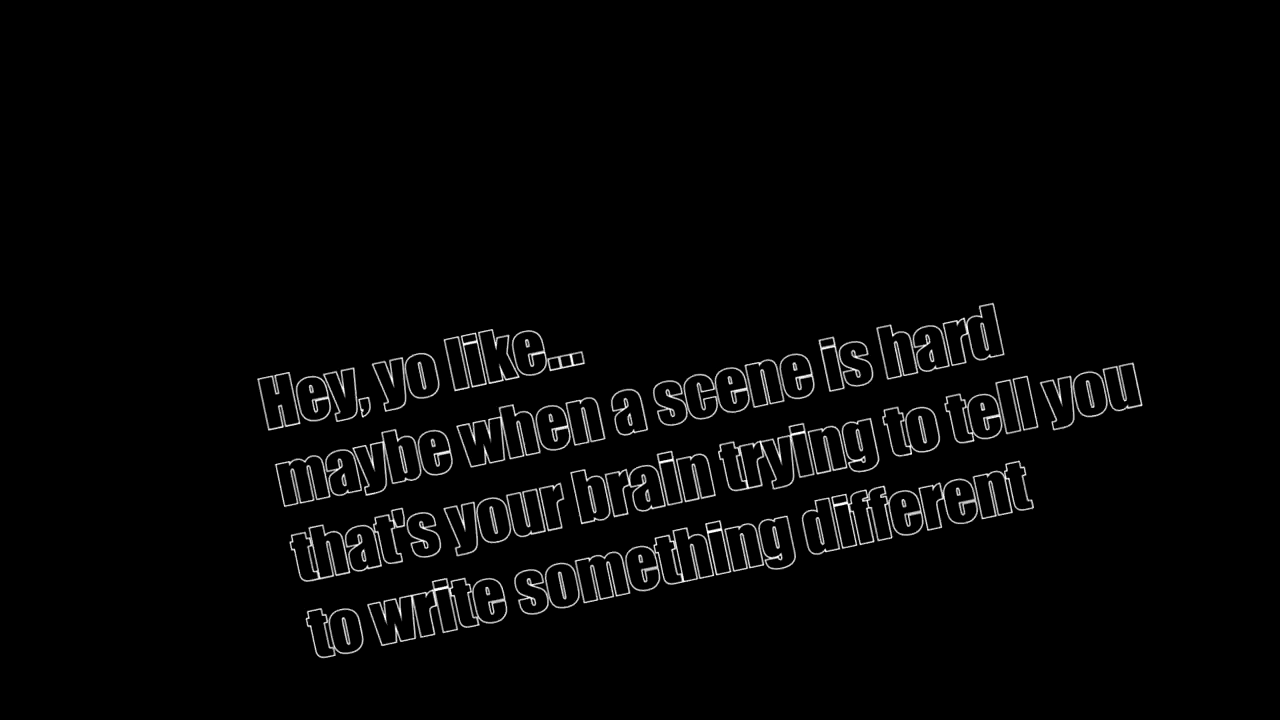 Hey, yo like...
maybe when a scene is hard
that's your brain trying to tell you
to write something different